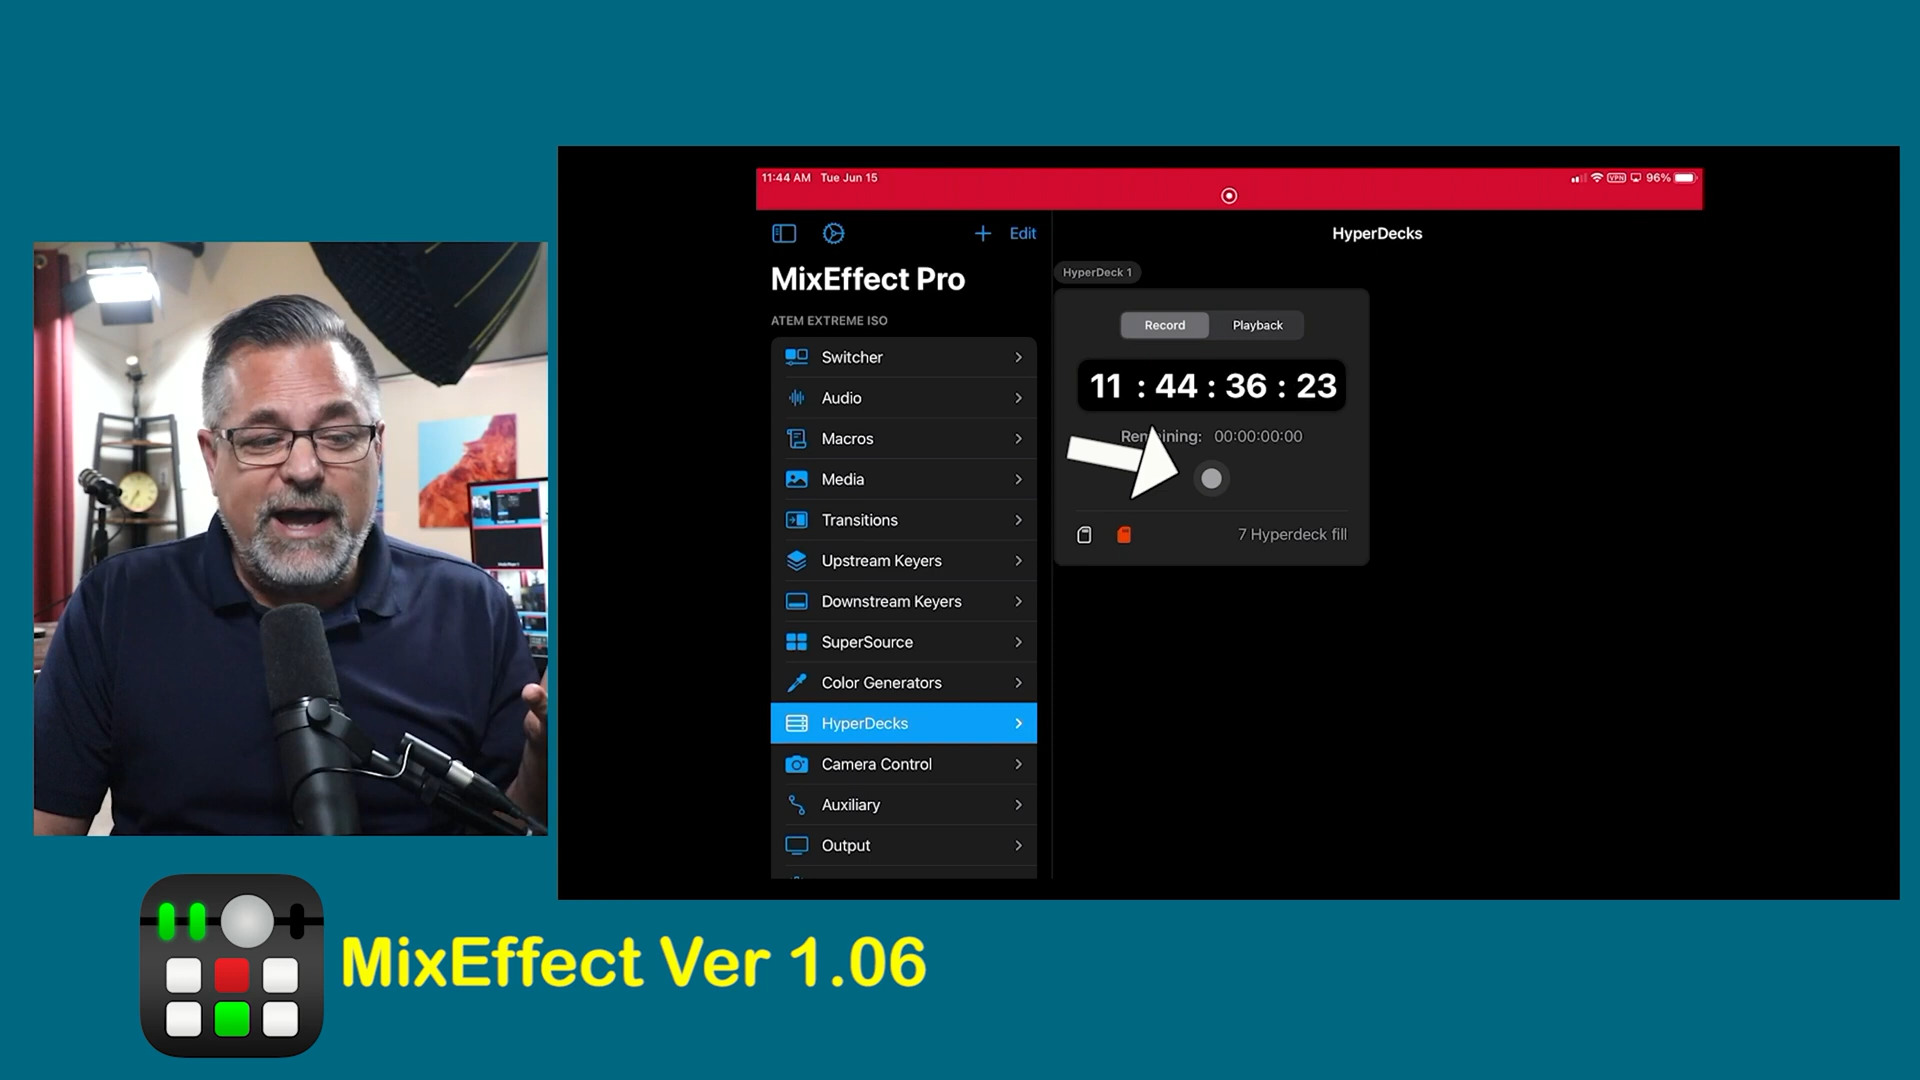 11:44 AM Tue Jun 15
VPN 96%
Edit
HyperDecks
MixEffect Pro
HyperDeck 1
ATEM EXTREME ISO
Record Playback
Switcher
11 : 44 : 36 : 23
Audio
Remaining: 00:00:00:00
Macros
Media
Transitions
7 Hyperdeck fill
Upstream Keyers
Downstream Keyers
SuperSource
Color Generators
HyperDecks
Camera Control
Auxiliary
Output
MixEffect Ver 1.06